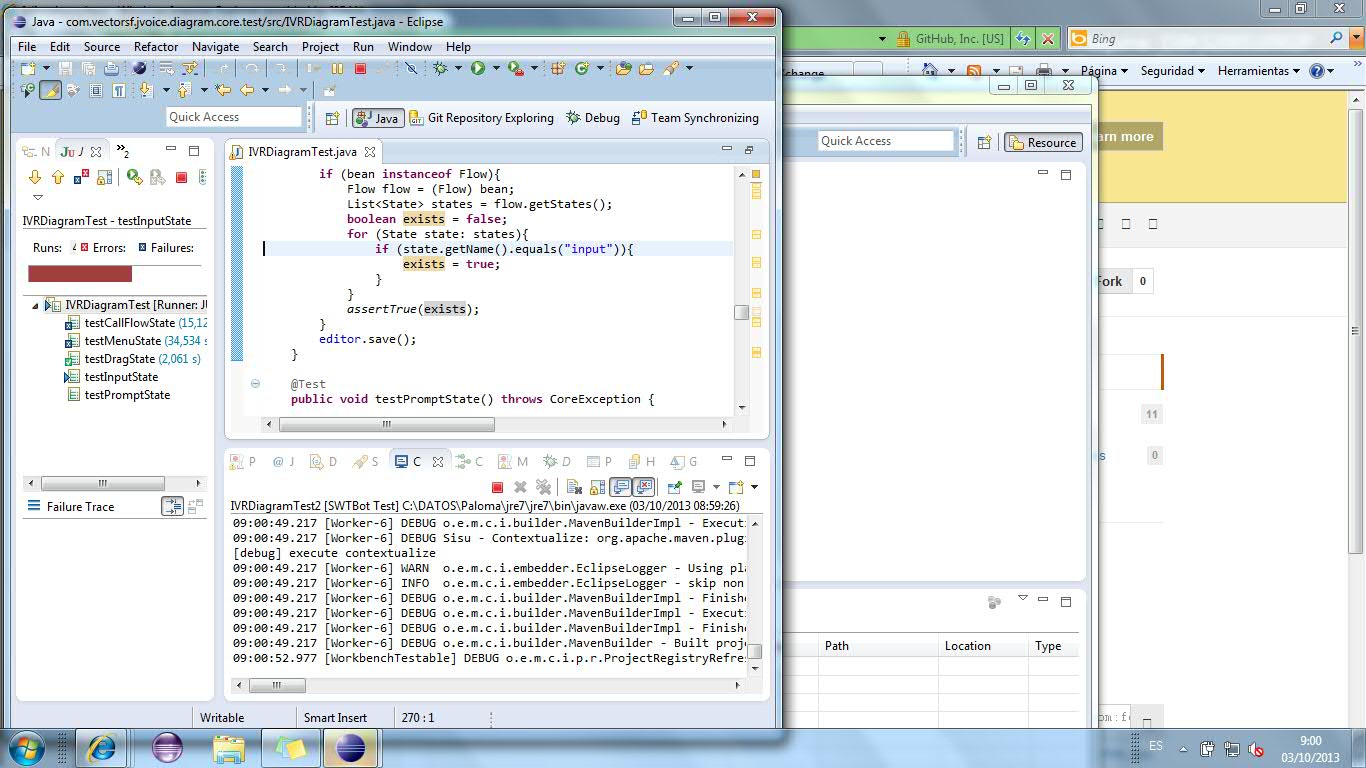 Java - com.vectorsf.jvoice.diagram.core.test/src/IVRDiagramTest.java - Eclipse
File Edit Source Refactor Navigate Search Project Run Window Help
Quick Access
Java Git Repository Exploring Debug Team Synchronizing
N JU J 2
IVRDiagramTest - testInputState
Runs: Errors: Failures:
IVRDiagramTest [Runner: JU
testCallFlowState (15,12
testMenuState (34,534 s
testDragState (2,061 s)
testInputState
testPromptState
Failure Trace
IVRDiagramTest.java
if (bean instanceof Flow){
Flow flow = (Flow) bean;
List<State> states = flow.getStates();
boolean exists = false;
for (State state: states){
if (state.getName().equals("input")){
exists = true;
}
}
assertTrue(exists);
}
editor.save();
}
@Test
public void testPromptState() throws CoreException {
P @ J D S C C M D P H G
IVRDiagramTest2 [SWTBot Test] C:\DATOS\Paloma\jre7\jre7\bin\javaw.exe (03/10/2013 08:59:26)
09:00:49.217 [Worker-6] DEBUG o.e.m.c.i.builder.MavenBuilderImpl - Executi
09:00:49.217 [Worker-6] DEBUG Sisu - Contextualize: org.apache.maven.plug
[debug] execute contextualize
09:00:49.217 [Worker-6] WARN o.e.m.c.i.embedder.EclipseLogger - Using pla
09:00:49.217 [Worker-6] INFO o.e.m.c.i.embedder.EclipseLogger - skip non
09:00:49.217 [Worker-6] DEBUG o.e.m.c.i.builder.MavenBuilderImpl - Finishe
09:00:49.217 [Worker-6] DEBUG o.e.m.c.i.builder.MavenBuilderImpl - Executi
09:00:49.217 [Worker-6] DEBUG o.e.m.c.i.builder.MavenBuilderImpl - Finishe
09:00:49.217 [Worker-6] DEBUG o.e.m.c.i.builder.MavenBuilder - Built proje
09:00:52.977 [WorkbenchTestable] DEBUG o.e.m.c.i.p.r.ProjectRegistryRefres
Writable Smart Insert 270 : 1
GitHub, Inc. [US] Bing
change
Página Seguridad Herramientas
Quick Access Resource
arn more
Fork 0
11
s 0
Path Location Type
om:f
ES 9:00
03/10/2013